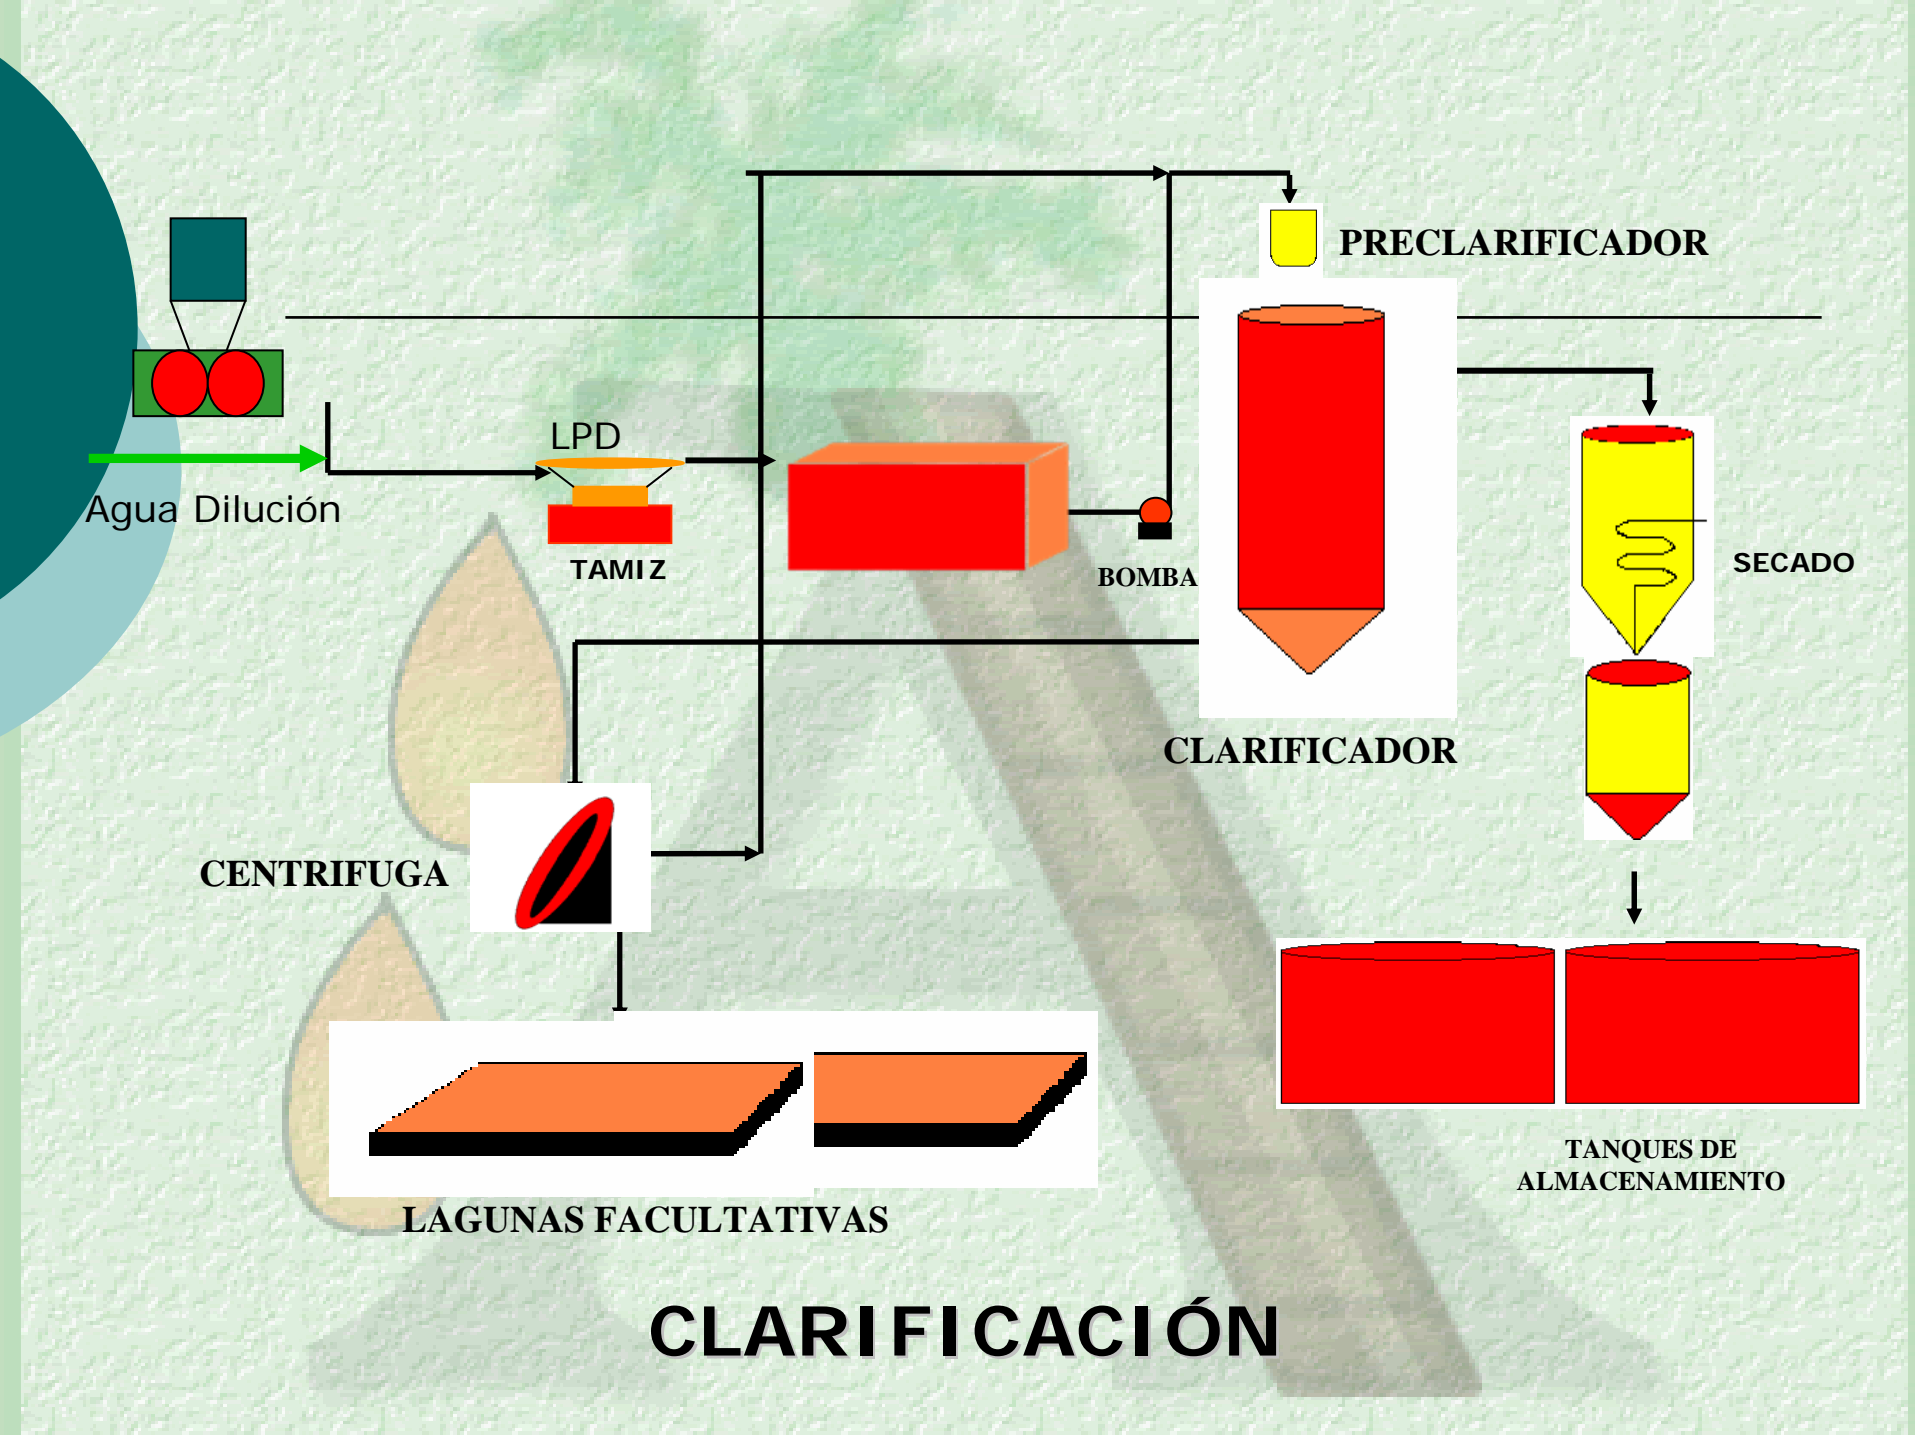 PRECLARIFICADOR
LPD
Agua Dilución
TAMIZ
BOMBA
SECADO
CLARIFICADOR
CENTRIFUGA
TANQUES DE
ALMACENAMIENTO
LAGUNAS FACULTATIVAS
CLARIFICACIÓN